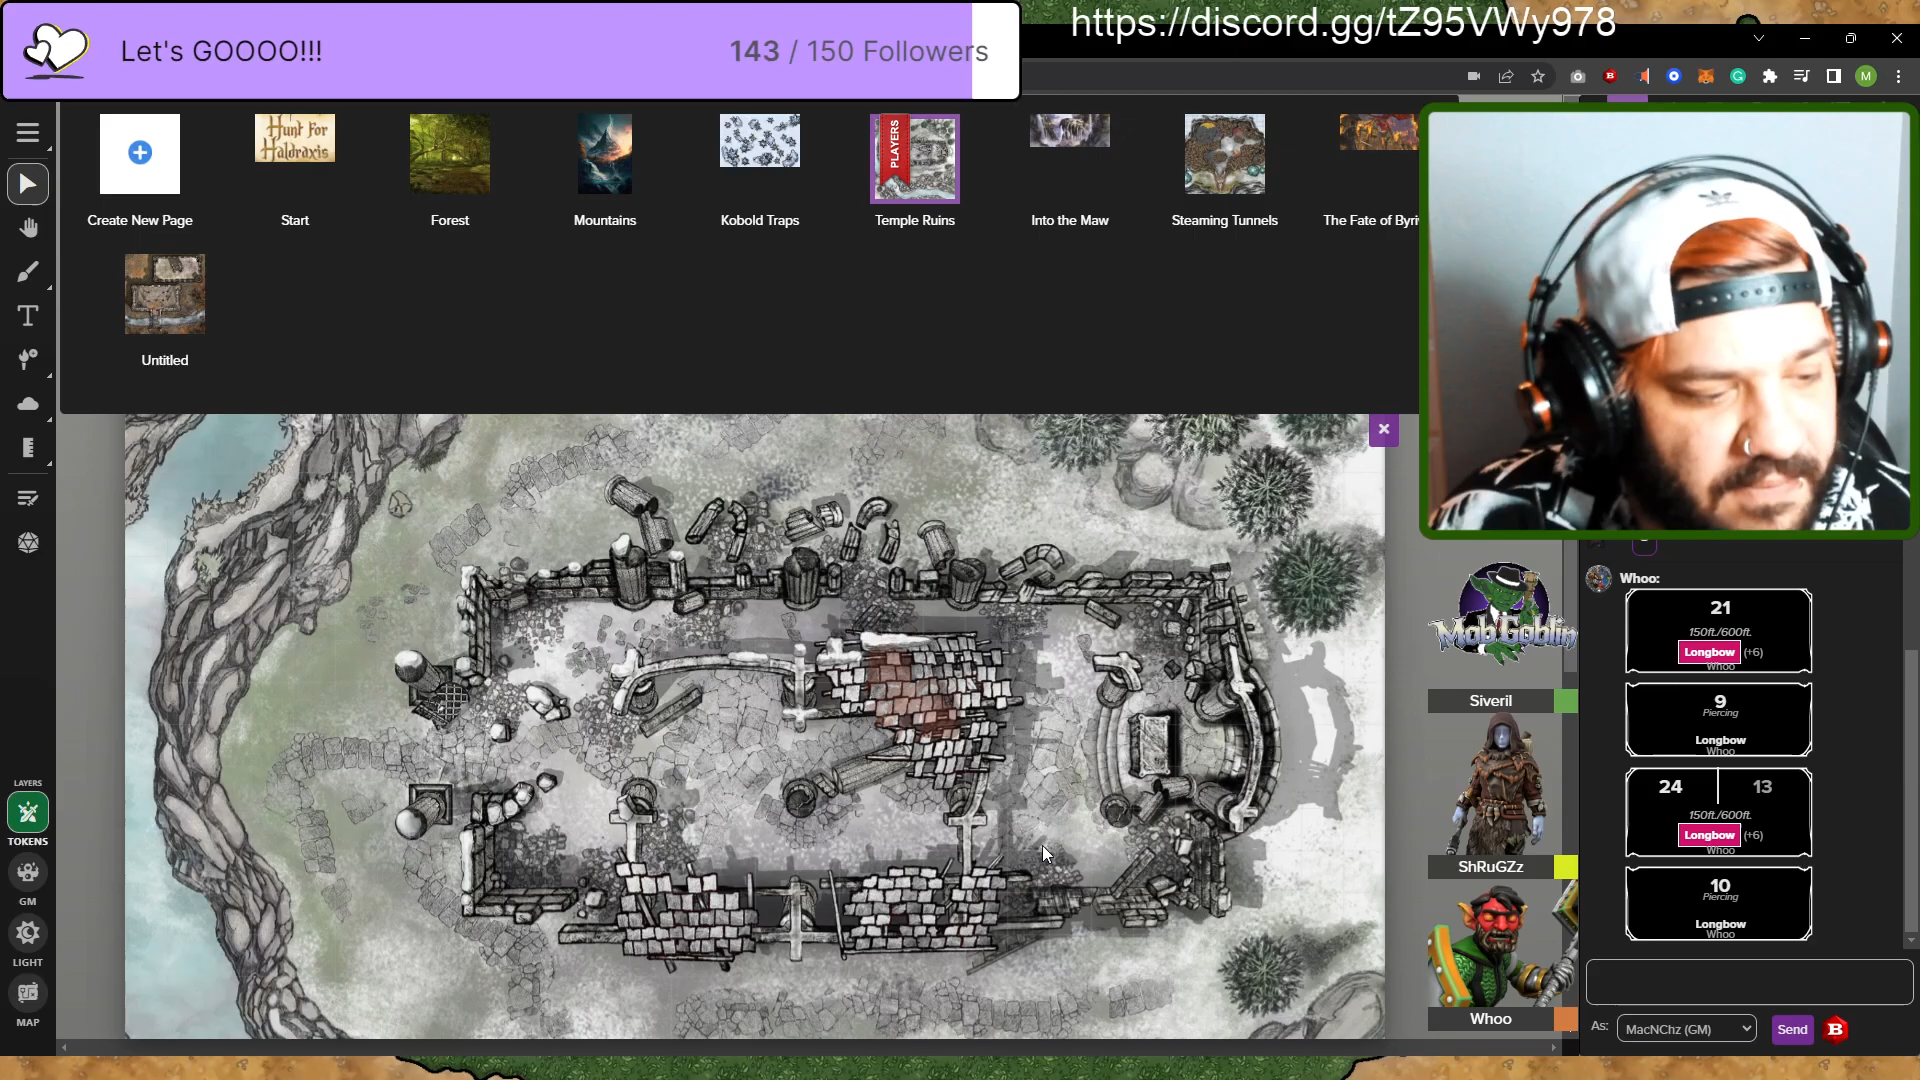 https://discord.gg/tZ95VWy978
Let's GOOOO!!!
143 / 150 Followers
M
PLAYERS
Hunt For
Haldraxis
Create New Page
Start
Forest
Mountains
Kobold Traps
Temple Ruins
Into the Maw
Steaming Tunnels
The Fate of Byri
Untitled
LAYERS
TOKENS
GM
LIGHT
MAP
Mob Goblin
Siveril
ShRuGZz
Whoo
Whoo:
21
150ft./600ft.
Longbow (+6)
Whoo
9
Piercing
Longbow
Whoo
24 13
150ft./600ft.
Longbow (+6)
Whoo
10
Piercing
Longbow
Whoo
As: MacNChz (GM) Send B